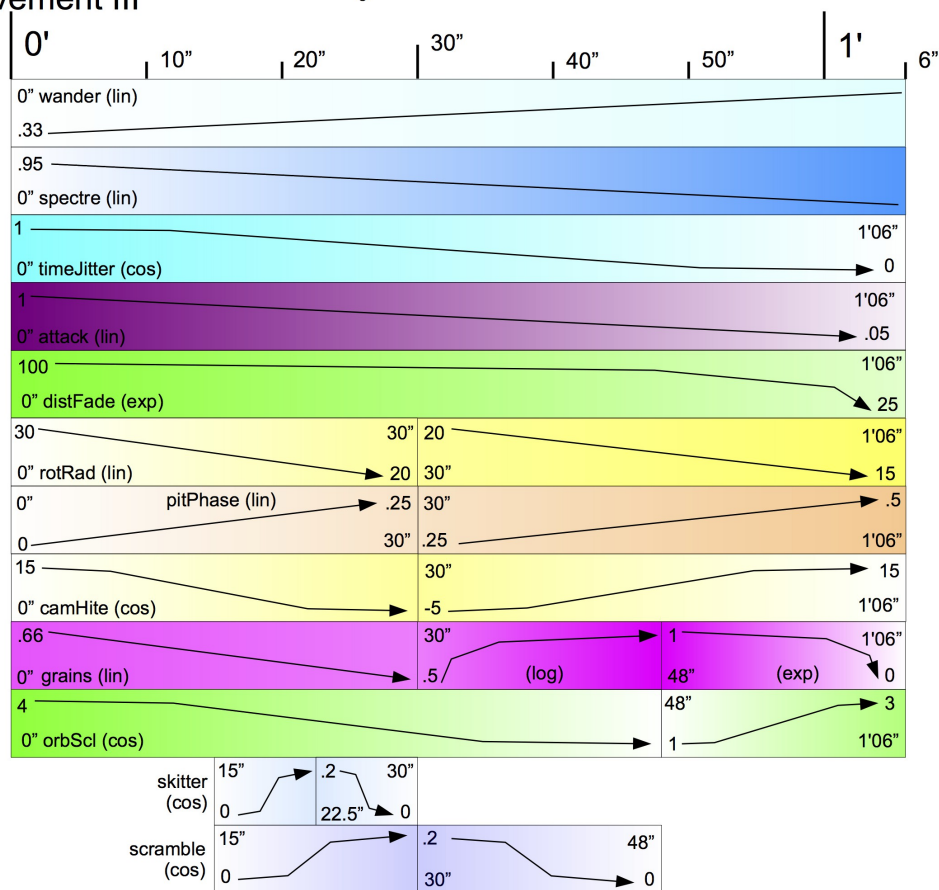 vement III
0' 10” 20” 30” 40” 50” 1' 6”
0” wander (lin)
.33
.95
0” spectre (lin)
1 1'06”
0” timeJitter (cos) 0
1 1'06”
0” attack (lin) .05
100 1'06”
0” distFade (exp) 25
30 30” 20 1'06”
0” rotRad (lin) 20 30” 15
0” pitPhase (lin) .25 30” .5
0 30” .25 1'06”
15 30” 15
0” camHite (cos) -5 1'06”
.66 30” 1 1'06”
0” grains (lin) .5 (log) 48” (exp) 0
4 48” 3
0” orbScl (cos) 1 1'06”
skitter 15” .2 30”
(cos) 0 22.5” 0
scramble 15” .2 48”
(cos) 0 30” 0